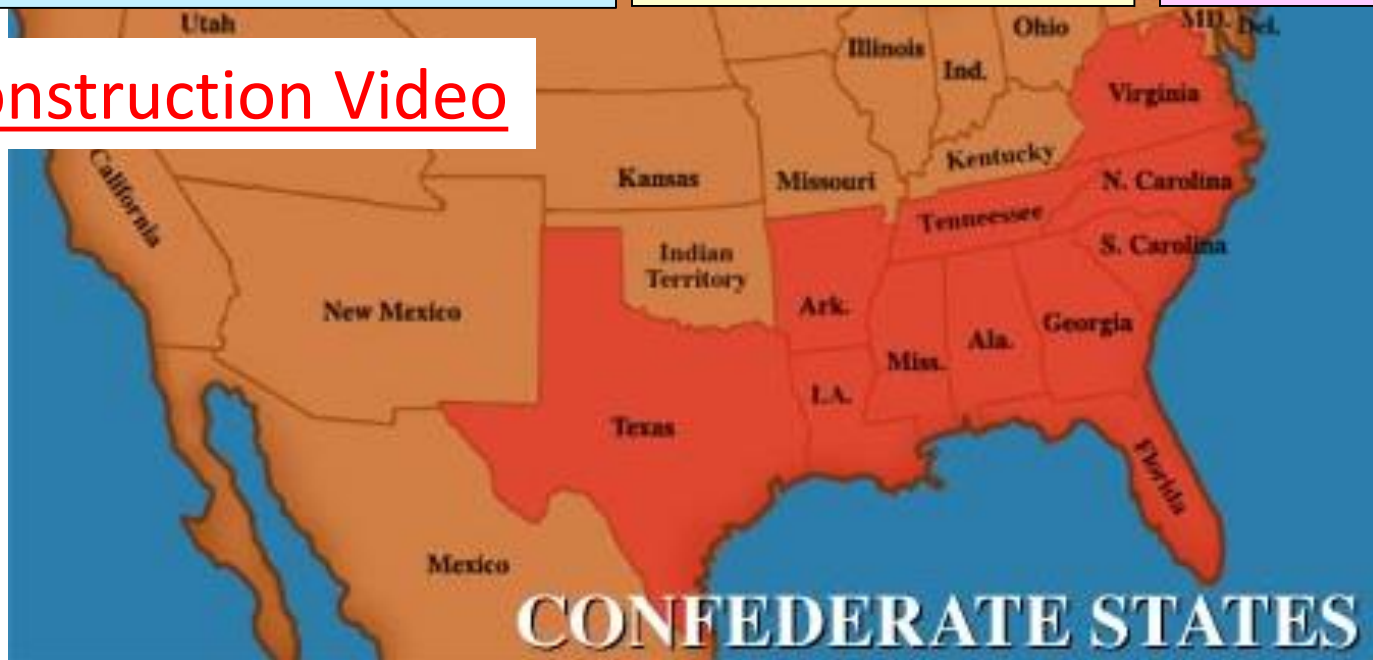 Utah
Ohio
MD. Del.
Illinois
Ind.
onstruction Video
Virginia
California
Kansas
Missouri
Kentucky
N. Carolina
Tenneessee
S. Carolina
Indian
Territory
New Mexico
Ark.
Georgia
Ala.
Miss.
LA.
Texas
Florida
Mexico
CONFEDERATE STATES